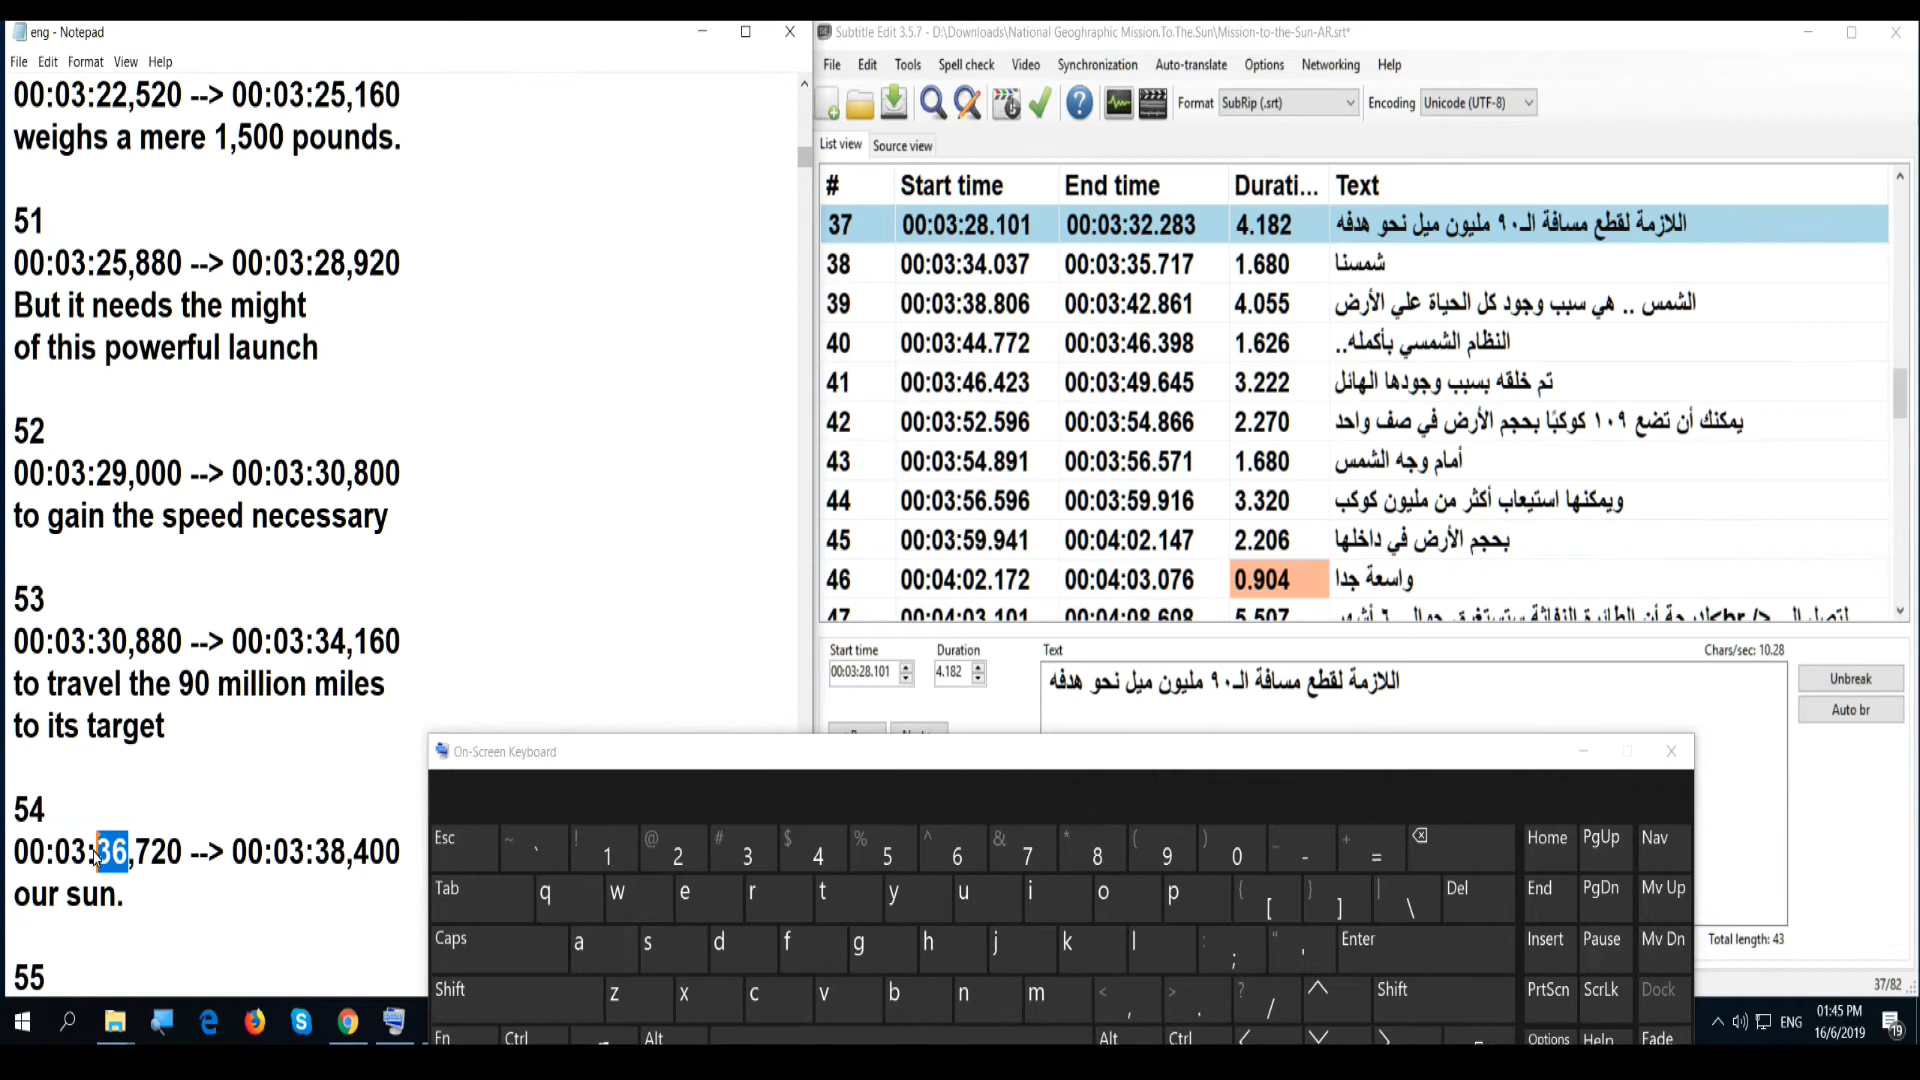 eng - Notepad
File Edit Format View Help
00:03:22,520 --> 00:03:25,160
weighs a mere 1,500 pounds.
51
00:03:25,880 --> 00:03:28,920
But it needs the might
of this powerful launch
52
00:03:29,000 --> 00:03:30,800
to gain the speed necessary
53
00:03:30,880 --> 00:03:34,160
to travel the 90 million miles
to its target
54
00:03:36,720 --> 00:03:38,400
our sun.
55
Subtitle Edit 3.5.7 - D:\Downloads\National Geoghraphic Mission.To.The.Sun\Mission-to-the-Sun-AR.srt*
File Edit Tools Spell check Video Synchronization Auto-translate Options Networking Help
Format SubRip (.srt) Encoding Unicode (UTF-8)
List view Source view
# Start time End time Durati... Text
37 00:03:28.101 00:03:32.283 4.182 اللازمة لقطع مسافة الـ٩٠ مليون ميل نحو هدفه
38 00:03:34.037 00:03:35.717 1.680 شمسنا
39 00:03:38.806 00:03:42.861 4.055 الشمس .. هي سبب وجود كل الحياة علي الأرض
40 00:03:44.772 00:03:46.398 1.626 النظام الشمسي بأكمله..
41 00:03:46.423 00:03:49.645 3.222 تم خلقه بسبب وجودها الهائل
42 00:03:52.596 00:03:54.866 2.270 يمكنك أن تضع ١٠٩ كوكبًا بحجم الأرض في صف واحد
43 00:03:54.891 00:03:56.571 1.680 أمام وجه الشمس
44 00:03:56.596 00:03:59.916 3.320 ويمكنها استيعاب أكثر من مليون كوكب
45 00:03:59.941 00:04:02.147 2.206 بحجم الأرض في داخلها
46 00:04:02.172 00:04:03.076 0.904 واسعة جدا
47 00:04:03.101 00:04:08.608 5.507
Start time Duration Text Chars/sec: 10.28
00:03:28.101 4.182 اللازمة لقطع مسافة الـ٩٠ مليون ميل نحو هدفه
Unbreak
Auto br
Total length: 43
37/82
On-Screen Keyboard
Esc ~ ` ! 1 @ 2 # 3 $ 4 % 5 ^ 6 & 7 * 8 ( 9 ) 0 _ - + = Home PgUp Nav
Tab q w e r t y u i o p { [ } ] | \ Del End PgDn Mv Up
Caps a s d f g h j k l : ; " ' Enter Insert Pause Mv Dn
Shift z x c v b n m < , > . ? / Shift PrtScn ScrLk Dock
Fn Ctrl Alt Alt Ctrl Options Help Fade
ENG
01:45 PM
16/6/2019
19